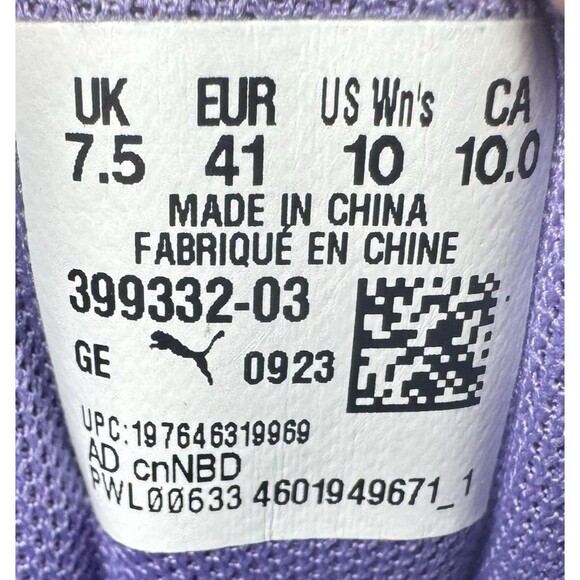 UK EUR US Wn's CA
7.5 41 10 10.0
MADE IN CHINA
FABRIQUÉ EN CHINE
399332-03
GE 0923
UPC:197646319969
AD cnNBD
PWL00633 4601949671_1